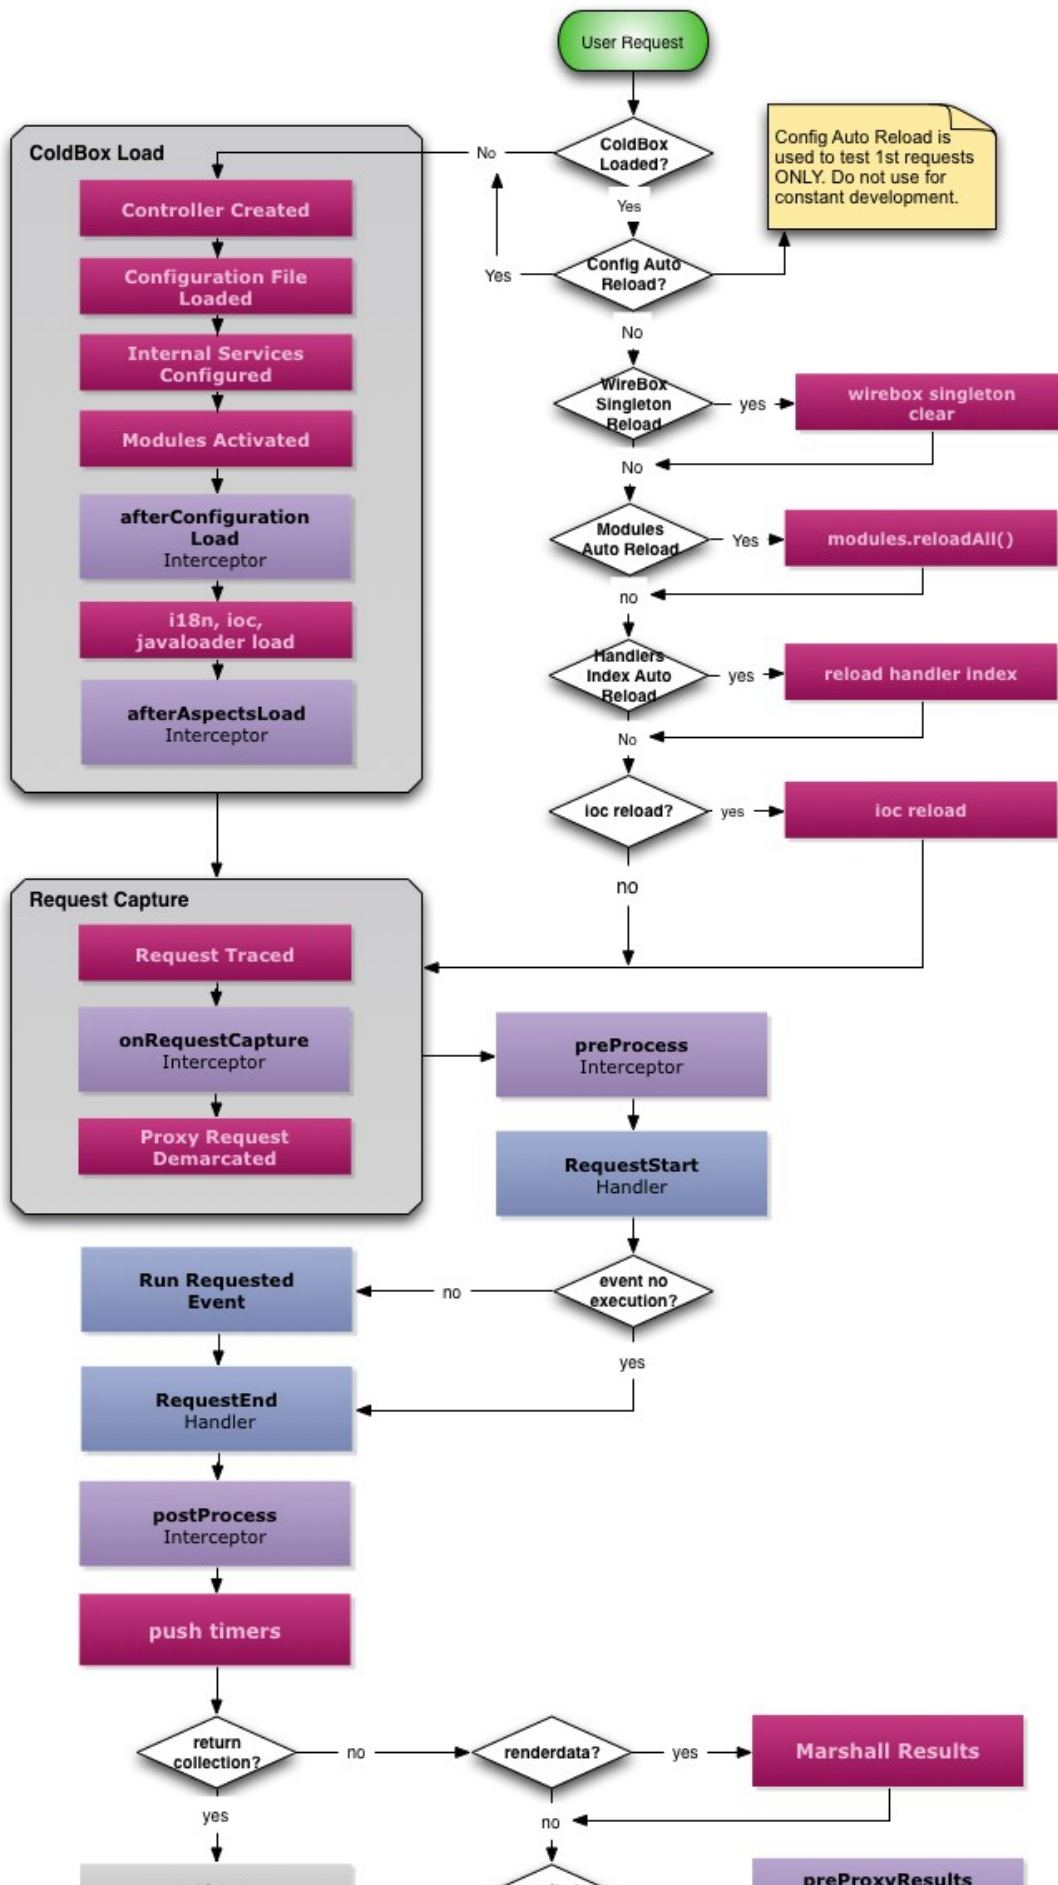 User Request
ColdBox
Loaded?
No
Yes
Config Auto Reload is
used to test 1st requests
ONLY. Do not use for
constant development.
Config Auto
Reload?
Yes
No
ColdBox Load
Controller Created
Configuration File
Loaded
Internal Services
Configured
Modules Activated
afterConfiguration
Load
Interceptor
i18n, ioc,
javaloader load
afterAspectsLoad
Interceptor
WireBox
Singleton
Reload
yes
wirebox singleton
clear
No
Modules
Auto Reload
Yes
modules.reloadAll()
no
Handlers
Index Auto
Reload
yes
reload handler index
No
ioc reload?
yes
ioc reload
no
Request Capture
Request Traced
onRequestCapture
Interceptor
Proxy Request
Demarcated
preProcess
Interceptor
RequestStart
Handler
event no
execution?
no
yes
Run Requested
Event
RequestEnd
Handler
postProcess
Interceptor
push timers
return
collection?
no
renderdata?
yes
Marshall Results
yes
no
preProxyResults